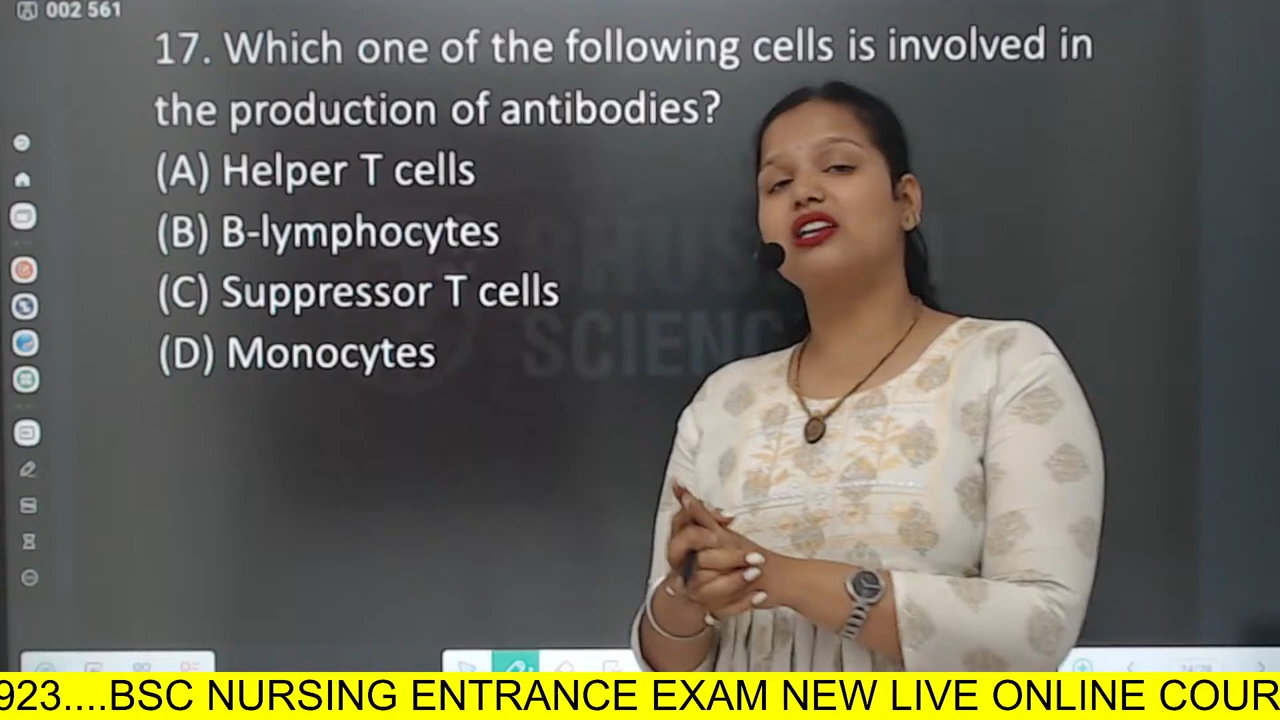 002 561
17. Which one of the following cells is involved in
the production of antibodies?
(A) Helper T cells
(B) B-lymphocytes
(C) Suppressor T cells
(D) Monocytes
SCIENC
923....BSC NURSING ENTRANCE EXAM NEW LIVE ONLINE COUR